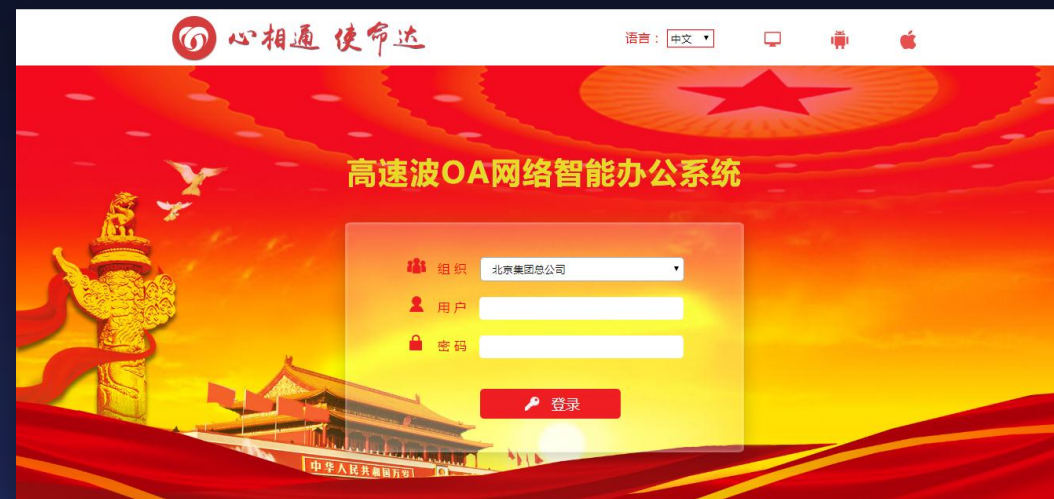 心相通 使命达
语言： 中文
高速波OA网络智能办公系统
组织 北京集团总公司
用户
密码
登录
中华人民共和国万岁